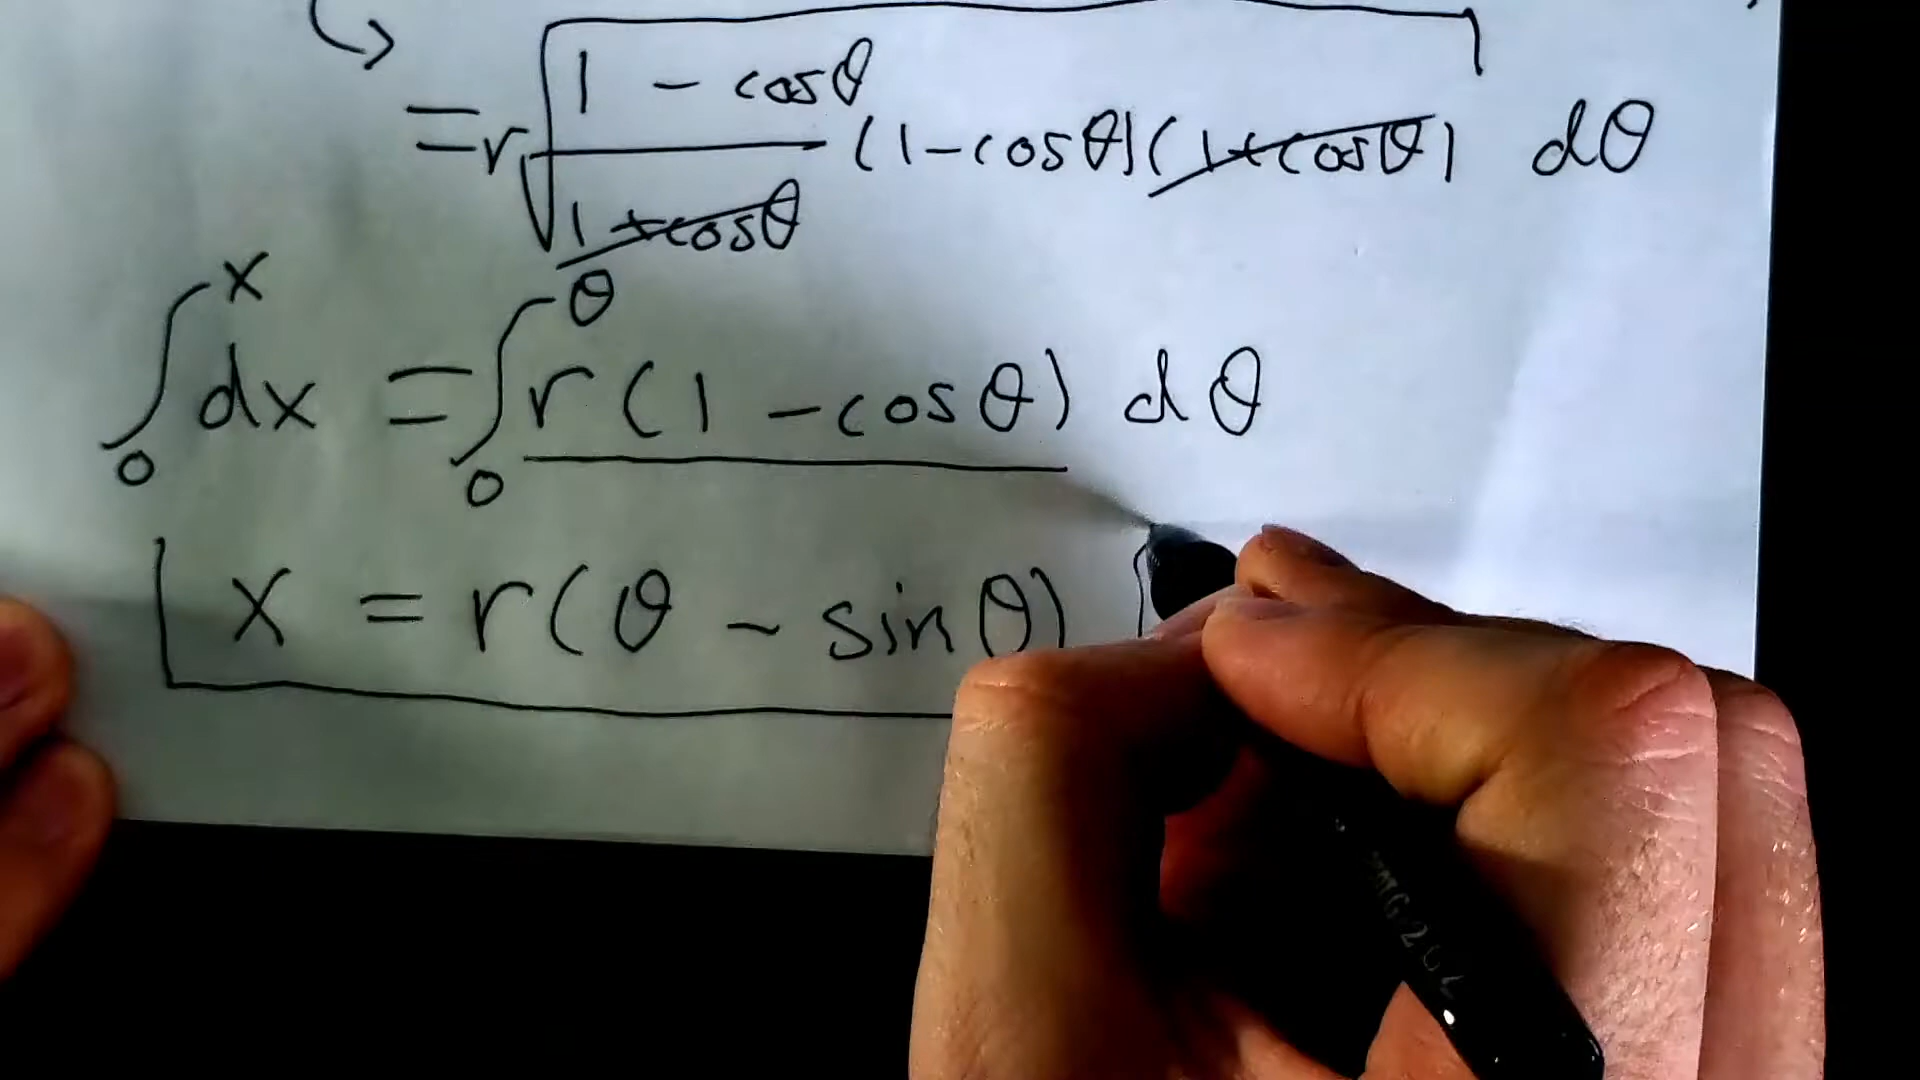 = r √((1 - cosθ)/(1 + cosθ) (1 - cosθ)(1 + cosθ)) dθ
∫₀ˣ dx = ∫₀^θ r(1 - cosθ) dθ
x = r(θ - sinθ)